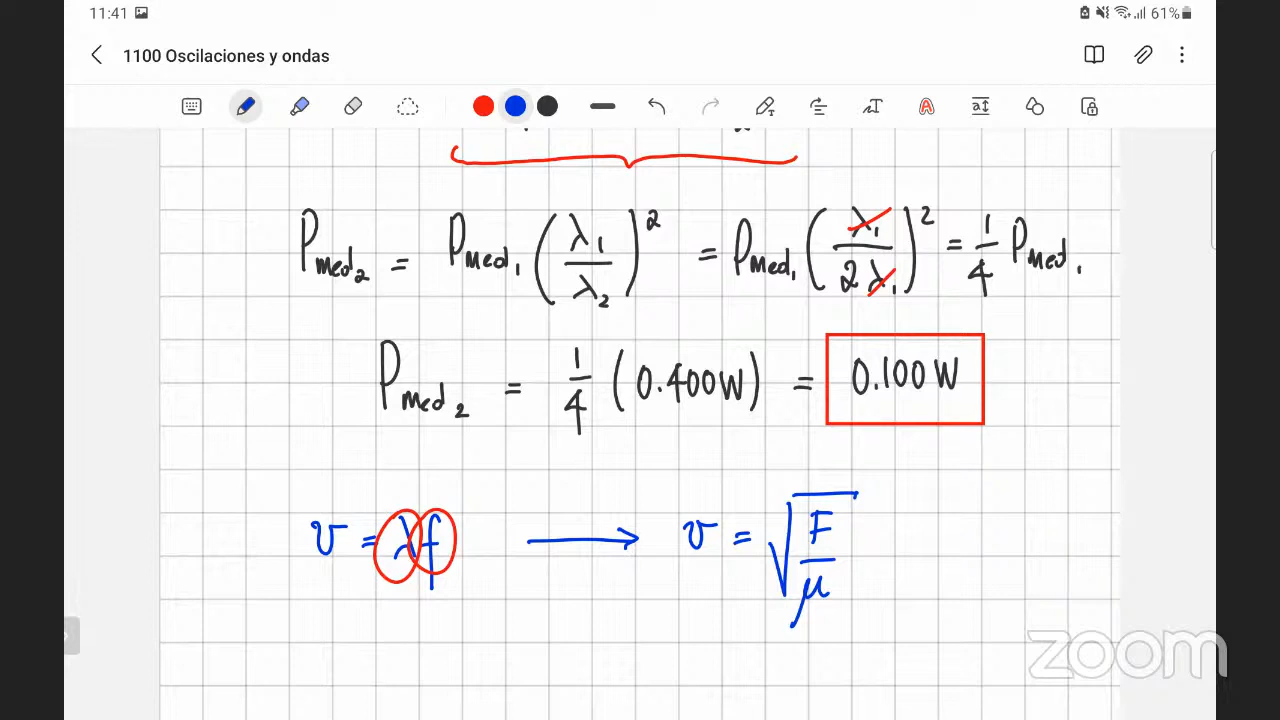 11:41 61%
1100 Oscilaciones y ondas
P_med₂ = P_med₁ (λ₁/λ₂)² = P_med₁ (λ₁/2λ₁)² = 1/4 P_med₁
P_med₂ = 1/4 (0.400W) = 0.100 W
v = λf → v = √(F/μ)
zoom